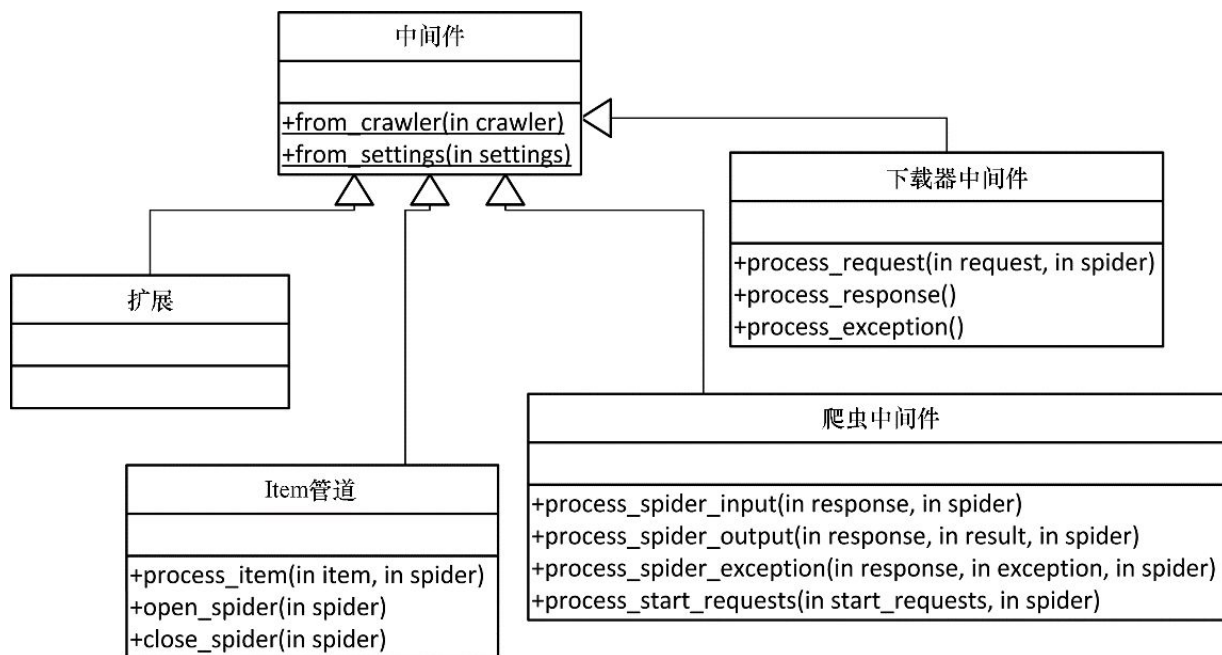 中间件
+from_crawler(in crawler)
+from_settings(in settings)
下载器中间件
+process_request(in request, in spider)
+process_response()
+process_exception()
扩展
爬虫中间件
+process_spider_input(in response, in spider)
+process_spider_output(in response, in result, in spider)
+process_spider_exception(in response, in exception, in spider)
+process_start_requests(in start_requests, in spider)
Item管道
+process_item(in item, in spider)
+open_spider(in spider)
+close_spider(in spider)